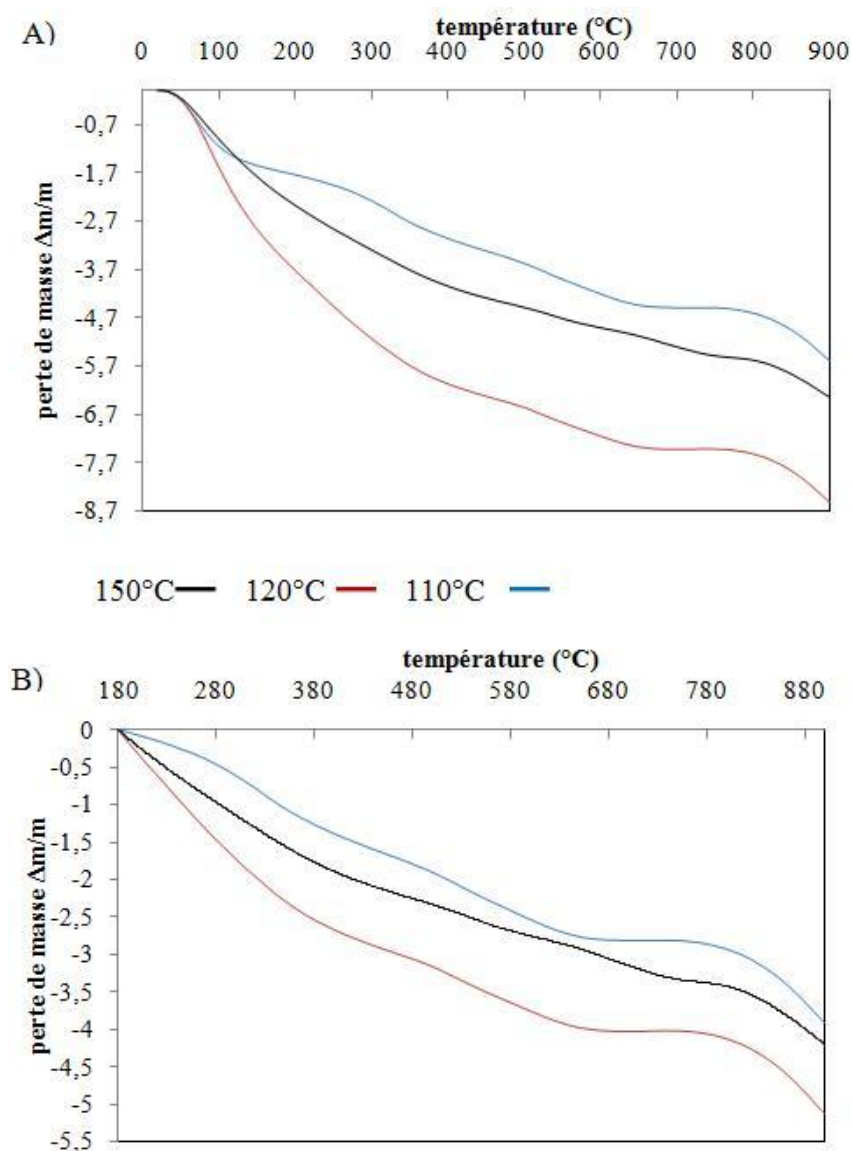 A)
température (°C)
0 100 200 300 400 500 600 700 800 900
perte de masse Δm/m
-0,7
-1,7
-2,7
-3,7
-4,7
-5,7
-6,7
-7,7
-8,7
150°C 120°C 110°C
B)
température (°C)
180 280 380 480 580 680 780 880
perte de masse Δm/m
0
-0,5
-1
-1,5
-2
-2,5
-3
-3,5
-4
-4,5
-5
-5,5